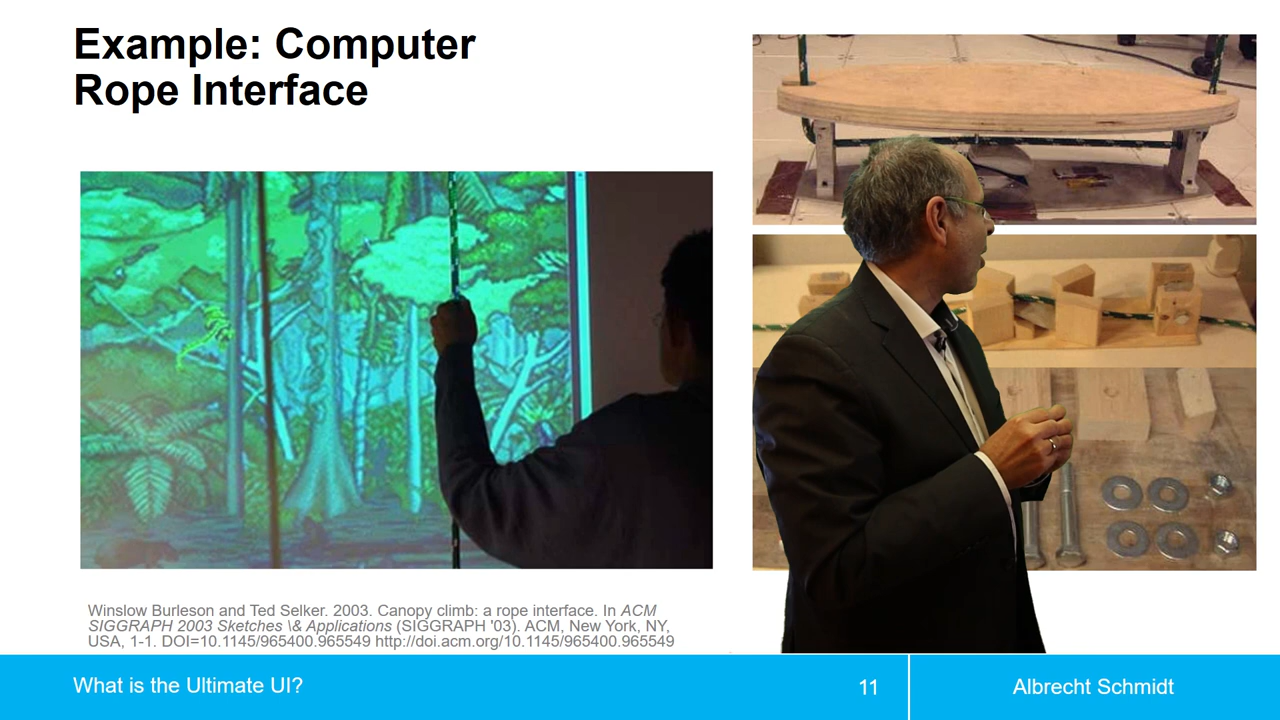 Example: Computer
Rope Interface
Winslow Burleson and Ted Selker. 2003. Canopy climb: a rope interface. In ACM
SIGGRAPH 2003 Sketches \& Applications (SIGGRAPH '03). ACM, New York, NY,
USA, 1-1. DOI=10.1145/965400.965549 http://doi.acm.org/10.1145/965400.965549
What is the Ultimate UI?
11
Albrecht Schmidt